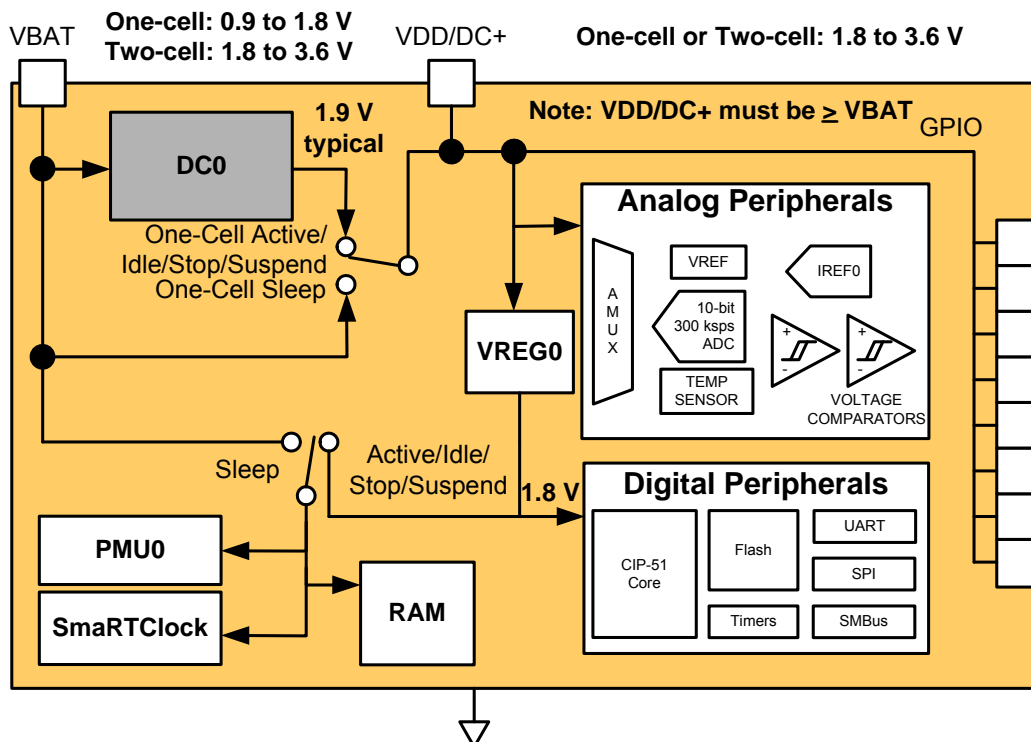 One-cell: 0.9 to 1.8 V
Two-cell: 1.8 to 3.6 V
VBAT
VDD/DC+
One-cell or Two-cell: 1.8 to 3.6 V
Note: VDD/DC+ must be ≥ VBAT
GPIO
1.9 V
typical
DC0
One-Cell Active/
Idle/Stop/Suspend
One-Cell Sleep
VREG0
Analog Peripherals
A
M
U
X
VREF
IREF0
10-bit
300 ksps
ADC
TEMP
SENSOR
+
-
+
-
VOLTAGE
COMPARATORS
Sleep
Active/Idle/
Stop/Suspend
1.8 V
Digital Peripherals
CIP-51
Core
Flash
Timers
UART
SPI
SMBus
PMU0
SmaRTClock
RAM